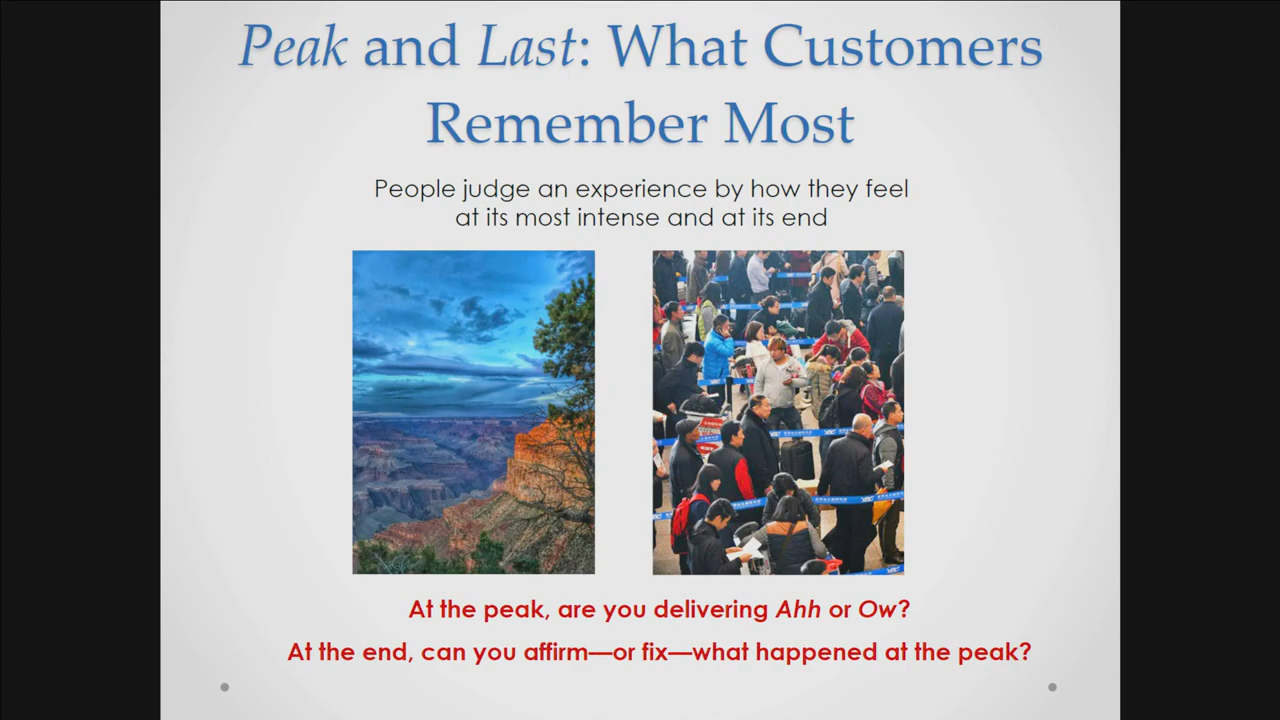 Peak and Last: What Customers
Remember Most
People judge an experience by how they feel
at its most intense and at its end
At the peak, are you delivering Ahh or Ow?
At the end, can you affirm—or fix—what happened at the peak?